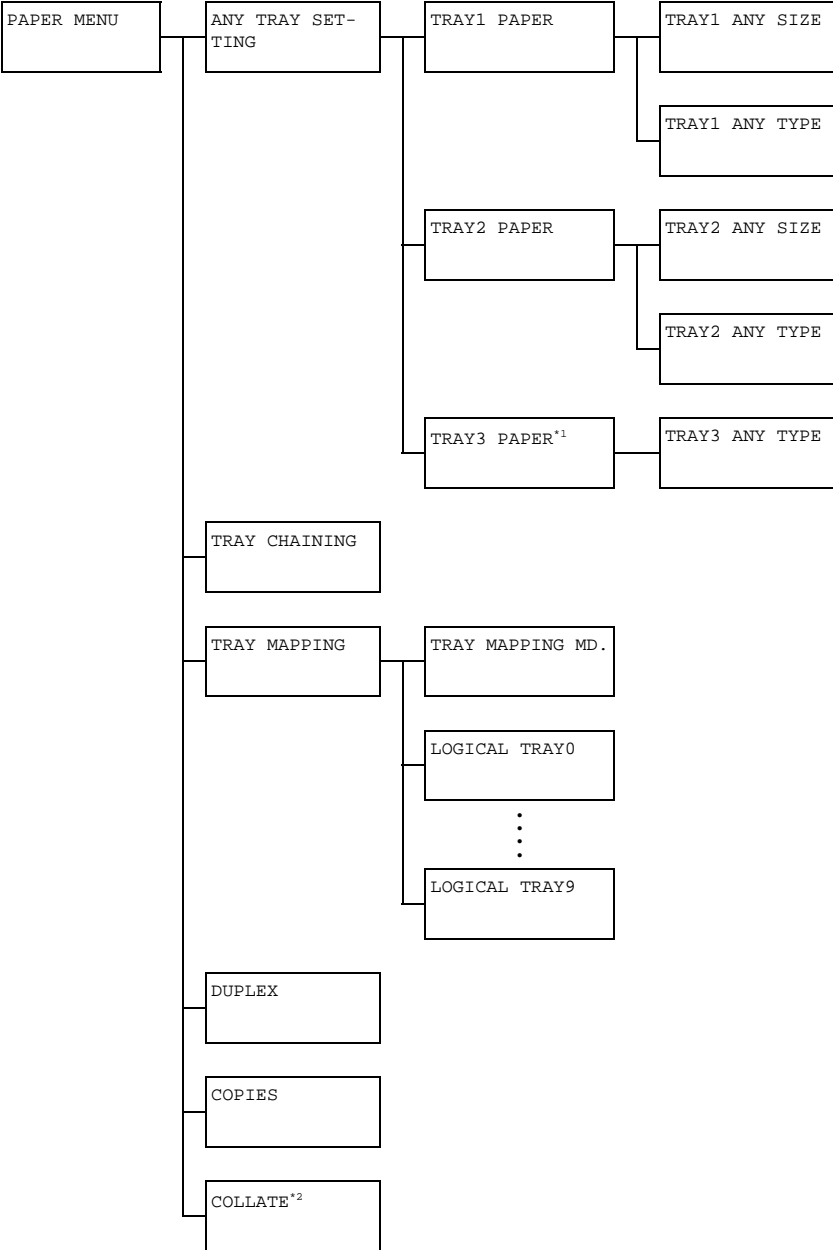 PAPER MENU
ANY TRAY SET-
TING
TRAY1 PAPER
TRAY1 ANY SIZE
TRAY1 ANY TYPE
TRAY2 PAPER
TRAY2 ANY SIZE
TRAY2 ANY TYPE
TRAY3 PAPER*1
TRAY3 ANY TYPE
TRAY CHAINING
TRAY MAPPING
TRAY MAPPING MD.
LOGICAL TRAY0
LOGICAL TRAY9
DUPLEX
COPIES
COLLATE*2